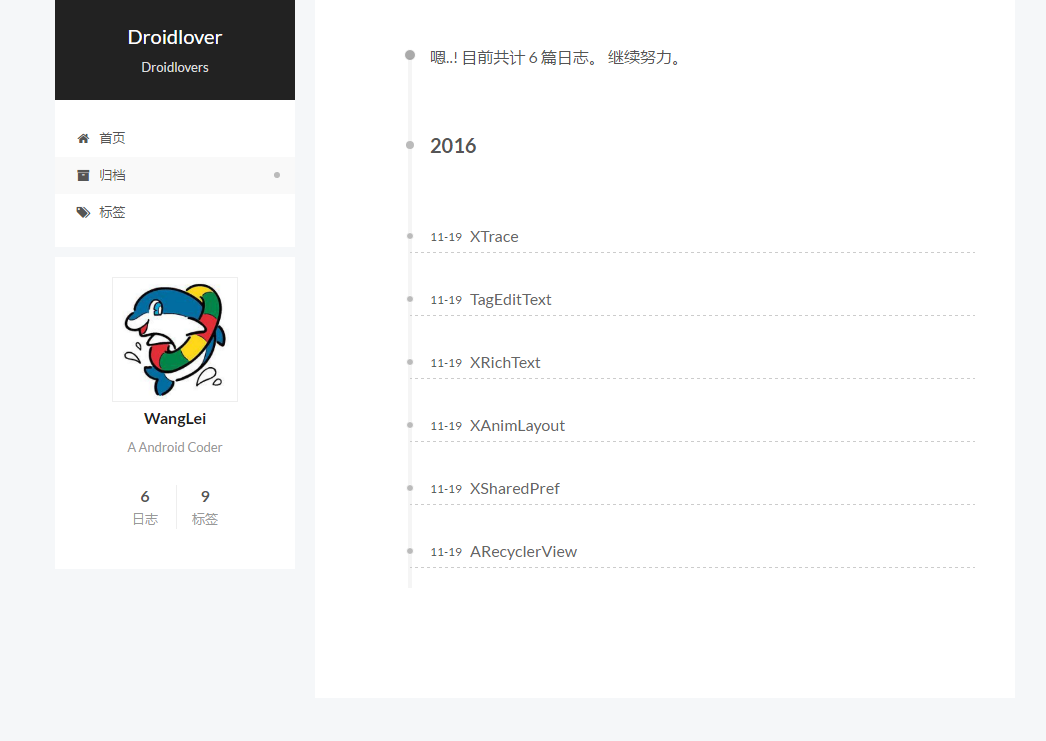 Droidlover
Droidlovers
首页
归档
标签
WangLei
A Android Coder
6 9
日志 标签
嗯..! 目前共计 6 篇日志。 继续努力。
2016
11-19 XTrace
11-19 TagEditText
11-19 XRichText
11-19 XAnimLayout
11-19 XSharedPref
11-19 ARecyclerView